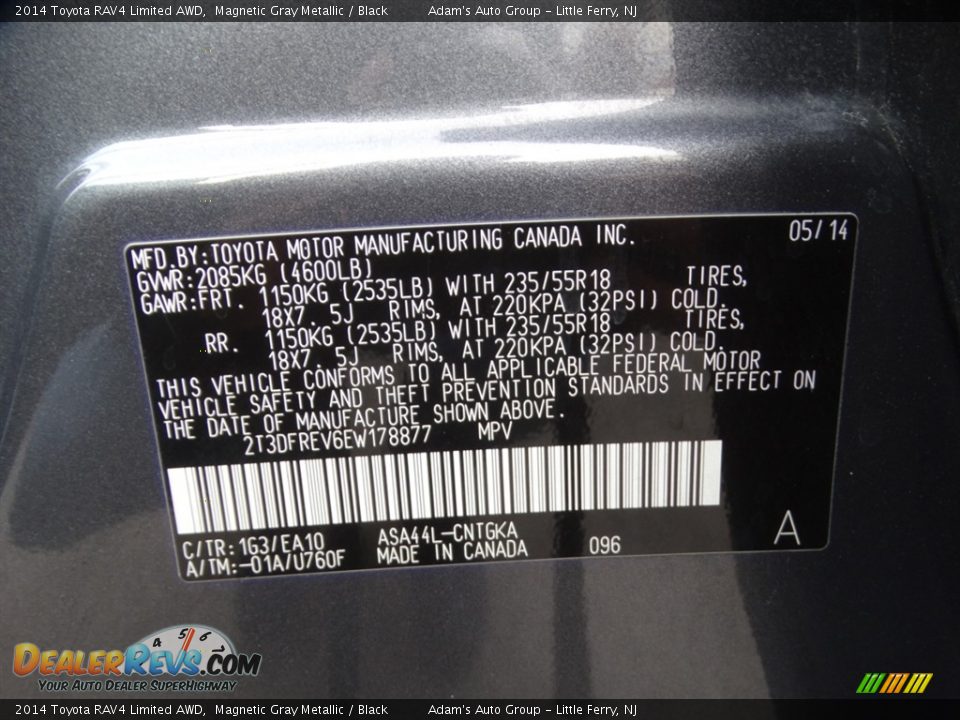 2014 Toyota RAV4 Limited AWD, Magnetic Gray Metallic / Black Adam's Auto Group - Little Ferry, NJ
MFD.BY:TOYOTA MOTOR MANUFACTURING CANADA INC. 05/14
GVWR:2085KG (4600LB)
GAWR:FRT. 1150KG (2535LB) WITH 235/55R18 TIRES,
18X7.5J RIMS, AT 220KPA (32PSI) COLD.
RR. 1150KG (2535LB) WITH 235/55R18 TIRES,
18X7.5J RIMS, AT 220KPA (32PSI) COLD.
THIS VEHICLE CONFORMS TO ALL APPLICABLE FEDERAL MOTOR
VEHICLE SAFETY AND THEFT PREVENTION STANDARDS IN EFFECT ON
THE DATE OF MANUFACTURE SHOWN ABOVE.
2T3DFREV6EW178877 MPV
C/TR:1G3/EA10 ASA44L-CNTGKA
A/TM:-01A/U760F MADE IN CANADA 096 A
4 5 6
DEALERREVS.COM
YOUR AUTO DEALER SUPERHIGHWAY
2014 Toyota RAV4 Limited AWD, Magnetic Gray Metallic / Black Adam's Auto Group - Little Ferry, NJ